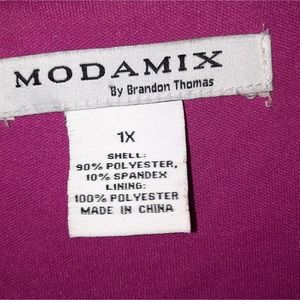 MODAMIX
By Brandon Thomas
1X
SHELL:
90% POLYESTER,
10% SPANDEX
LINING:
100% POLYESTER
MADE IN CHINA